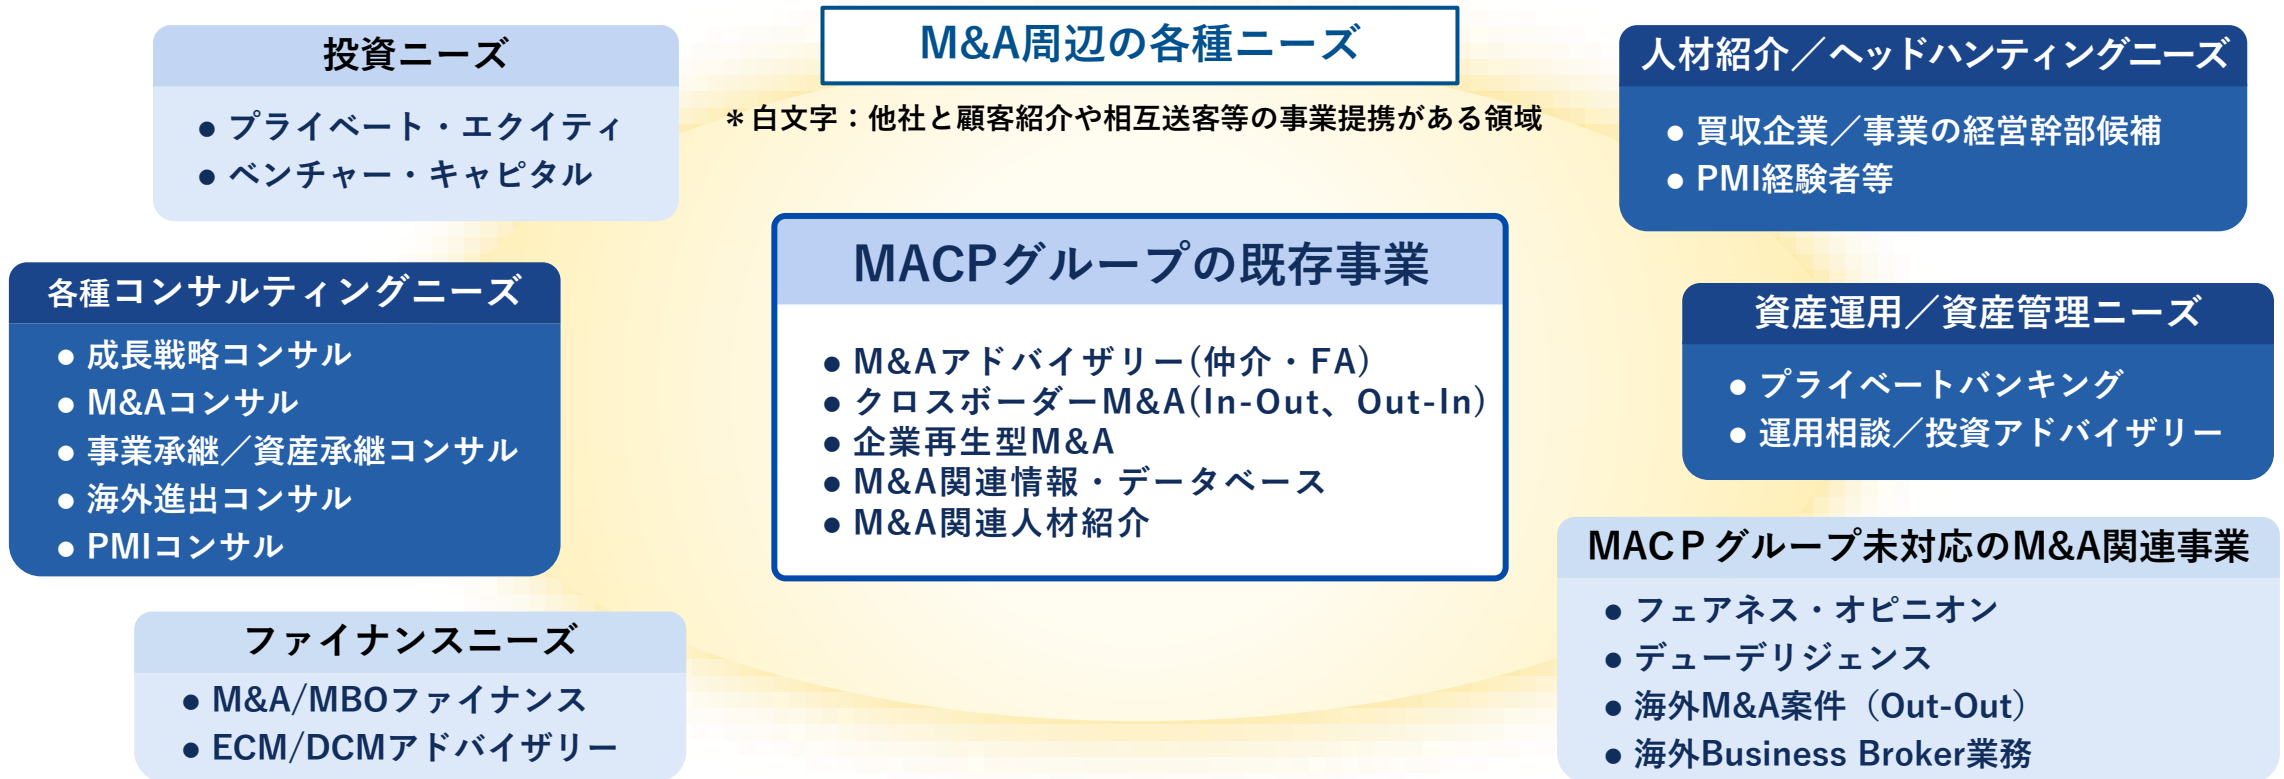 M&A周辺の各種ニーズ
＊白文字：他社と顧客紹介や相互送客等の事業提携がある領域
投資ニーズ
● プライベート・エクイティ
● ベンチャー・キャピタル
各種コンサルティングニーズ
● 成長戦略コンサル
● M&Aコンサル
● 事業承継／資産承継コンサル
● 海外進出コンサル
● PMIコンサル
ファイナンスニーズ
● M&A/MBOファイナンス
● ECM/DCMアドバイザリー
MACPグループの既存事業
● M&Aアドバイザリー(仲介・FA)
● クロスボーダーM&A(In-Out、Out-In)
● 企業再生型M&A
● M&A関連情報・データベース
● M&A関連人材紹介
人材紹介／ヘッドハンティングニーズ
● 買収企業／事業の経営幹部候補
● PMI経験者等
資産運用／資産管理ニーズ
● プライベートバンキング
● 運用相談／投資アドバイザリー
MACＰグループ未対応のM&A関連事業
● フェアネス・オピニオン
● デューデリジェンス
● 海外M&A案件（Out-Out）
● 海外Business Broker業務